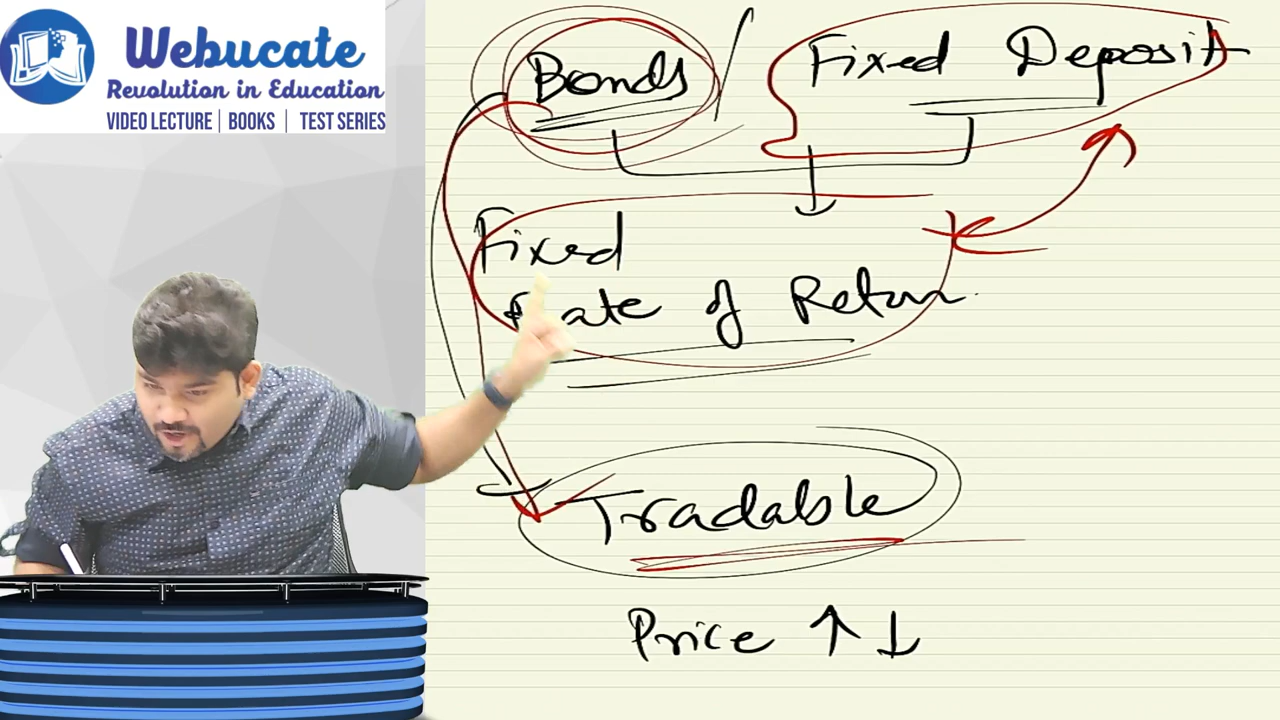 Webucate
Revolution in Education
VIDEO LECTURE | BOOKS | TEST SERIES
Bonds / Fixed Deposit
Fixed
Rate of Return
Tradable
Price ↑ ↓